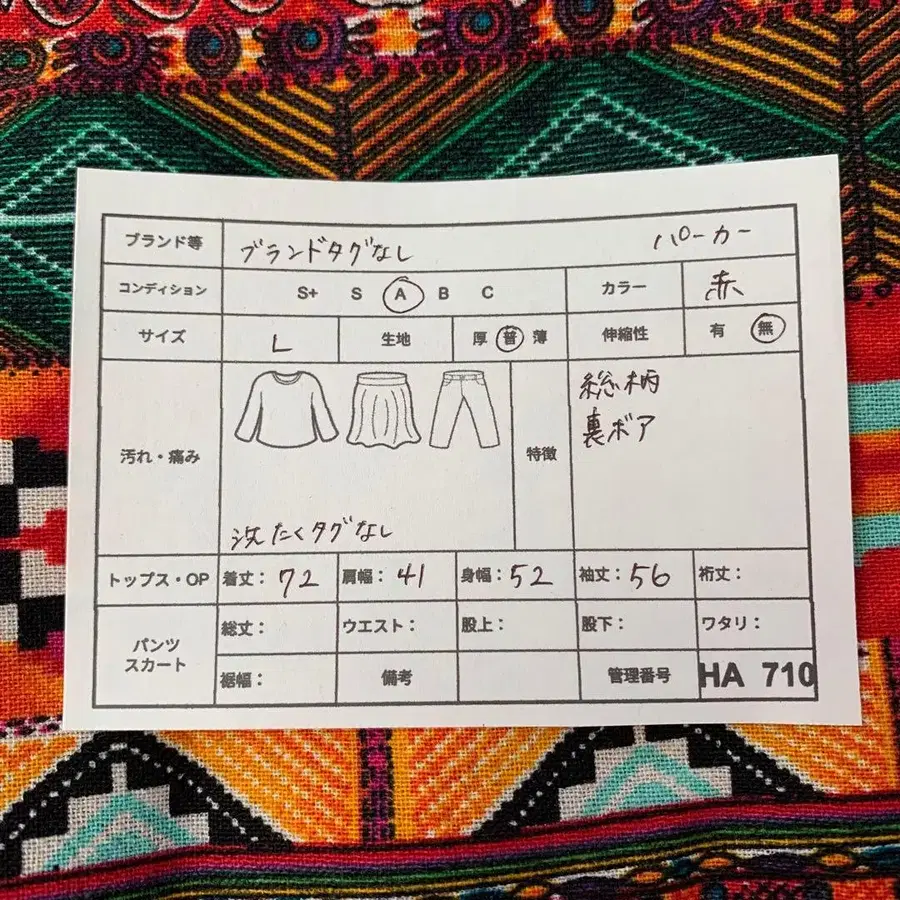 ブランド等 ブランドタグなし パーカー
コンディション S+ S A B C カラー 赤
サイズ L 生地 厚 普 薄 伸縮性 有 無
汚れ・痛み 洗たくタグなし 特徴 総柄
裏ボア
トップス・OP 着丈: 72 肩幅: 41 身幅: 52 袖丈: 56 裄丈:
パンツ スカート 総丈: ウエスト: 股上: 股下: ワタリ:
裾幅: 備考 管理番号 HA 710